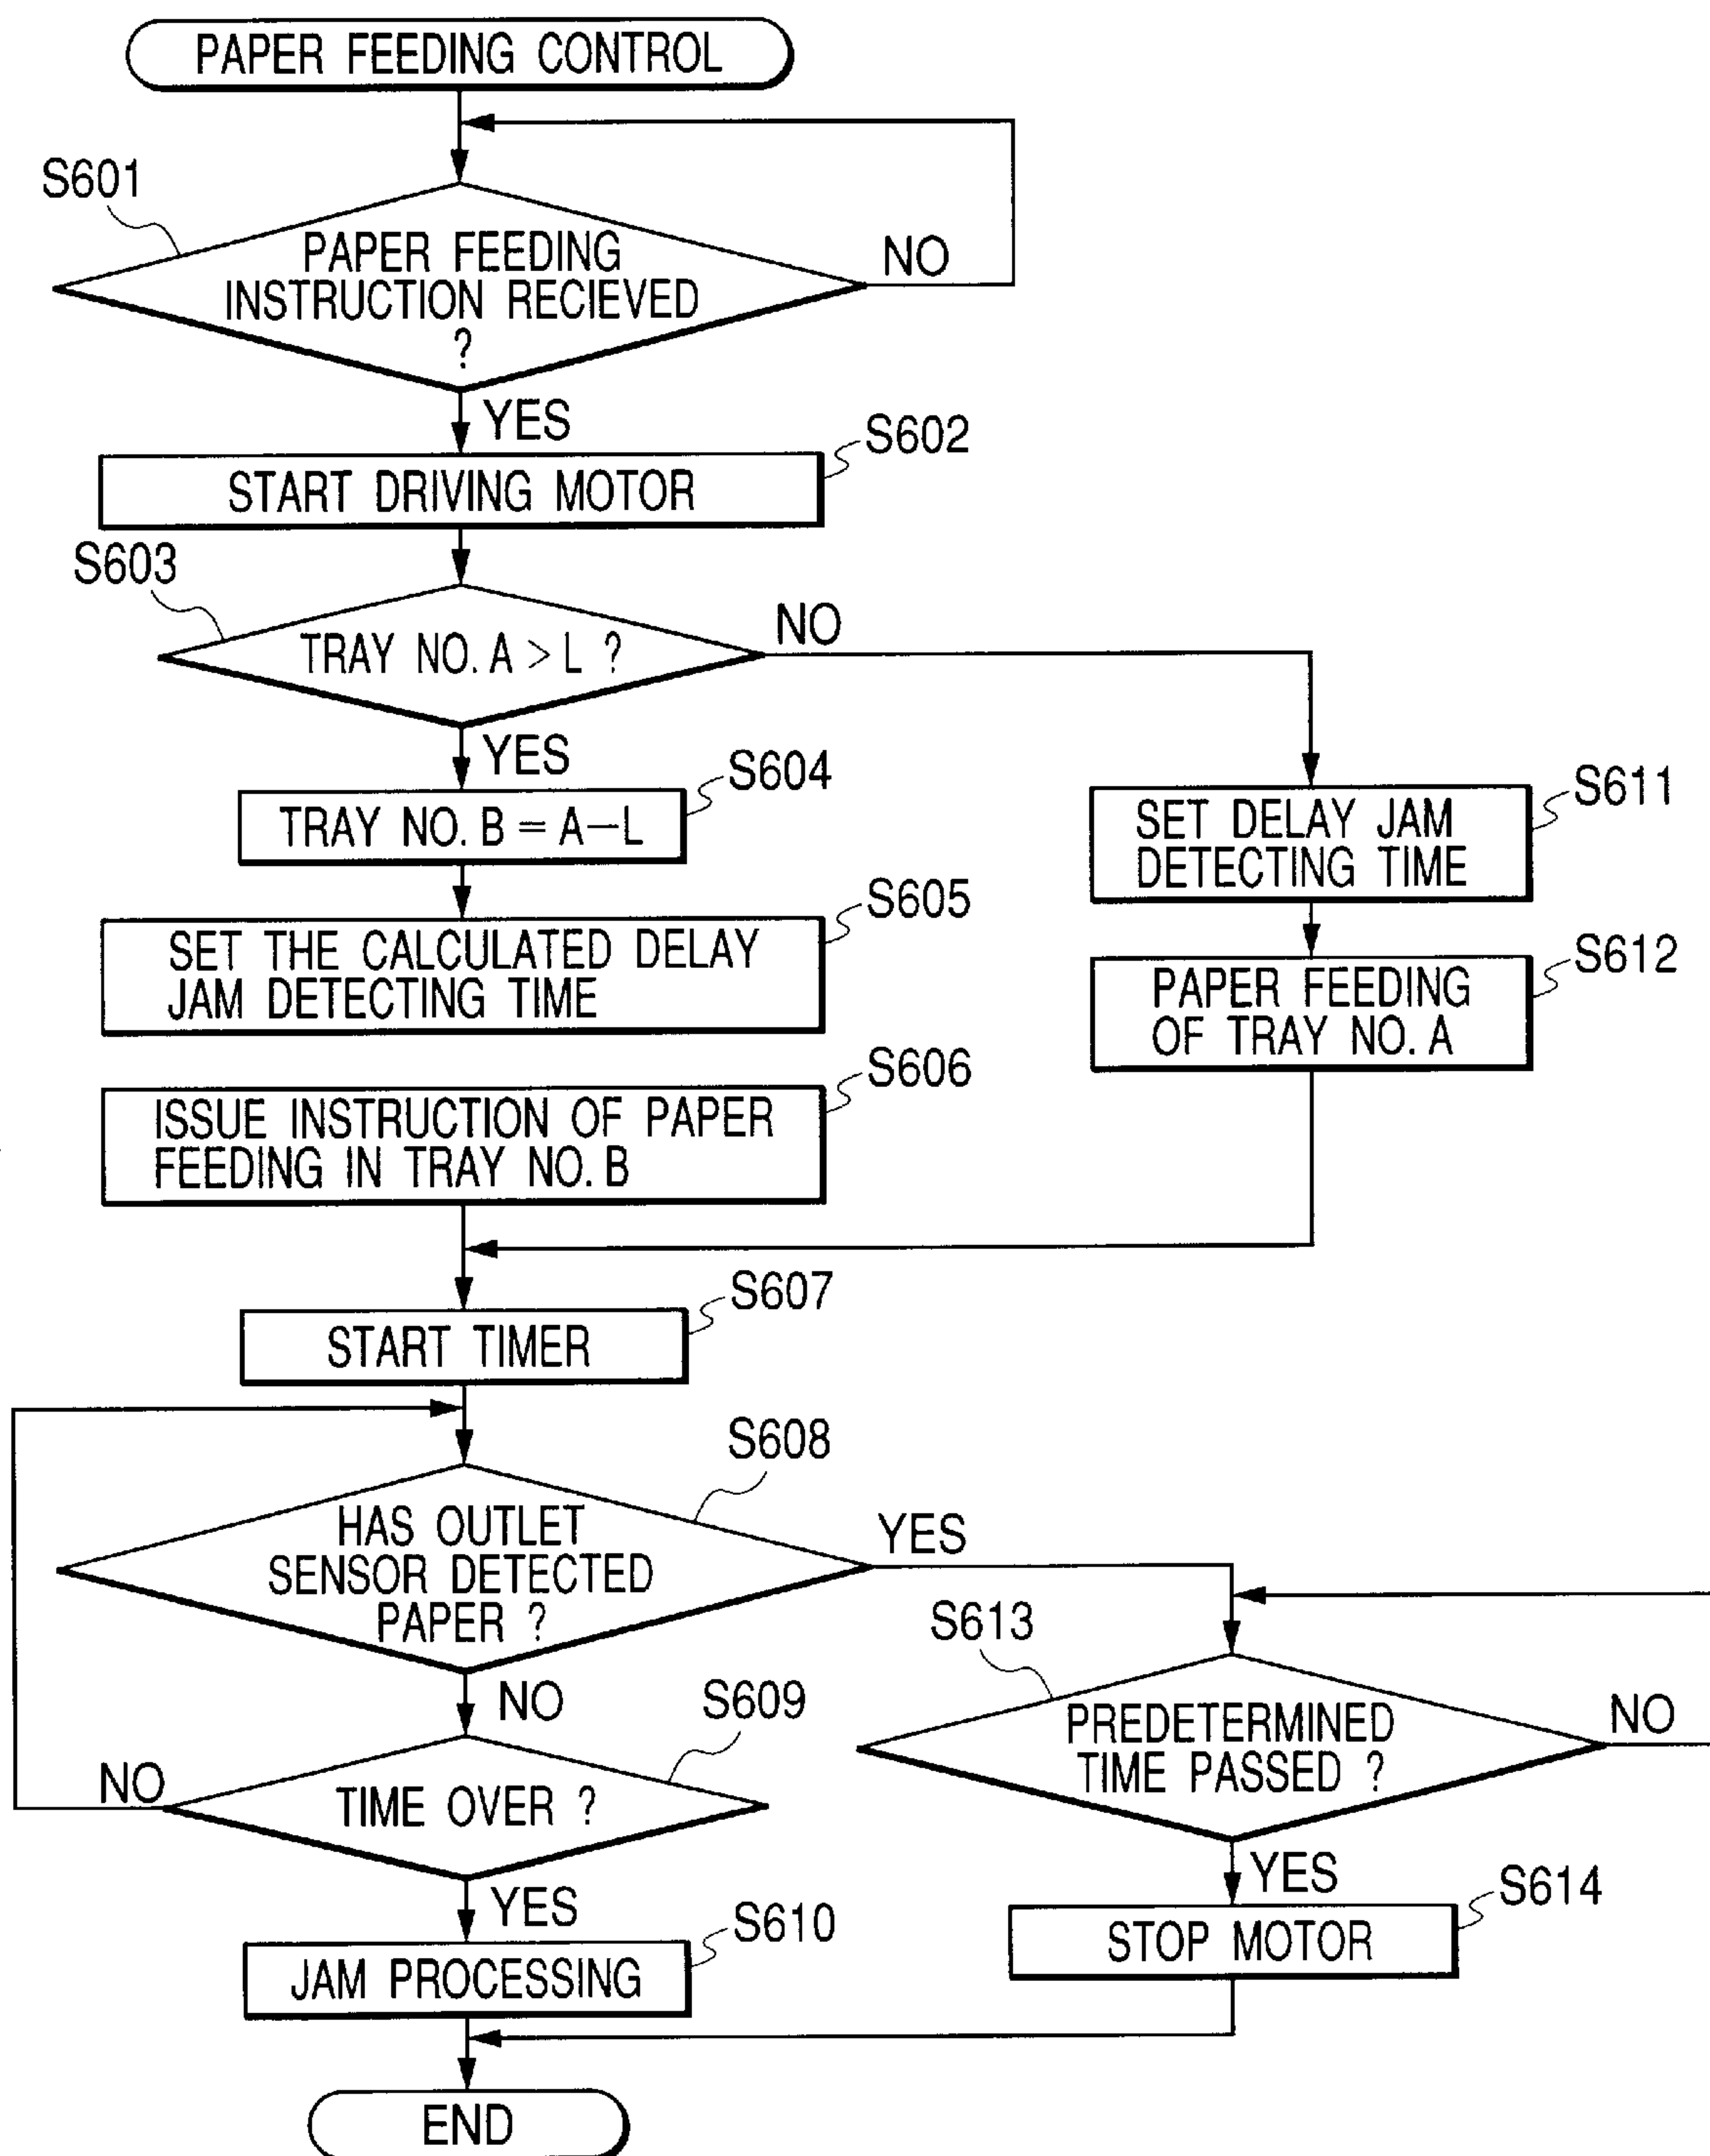 PAPER FEEDING CONTROL
S601
PAPER FEEDING
INSTRUCTION RECIEVED
?
NO
YES
S602
START DRIVING MOTOR
S603
TRAY NO. A > L ?
NO
YES
S604
TRAY NO. B = A-L
S611
SET DELAY JAM
DETECTING TIME
S605
SET THE CALCULATED DELAY
JAM DETECTING TIME
S612
PAPER FEEDING
OF TRAY NO. A
S606
ISSUE INSTRUCTION OF PAPER
FEEDING IN TRAY NO. B
S607
START TIMER
S608
HAS OUTLET
SENSOR DETECTED
PAPER ?
YES
NO
S613
PREDETERMINED
TIME PASSED ?
NO
YES
S609
TIME OVER ?
NO
YES
S614
STOP MOTOR
S610
JAM PROCESSING
END